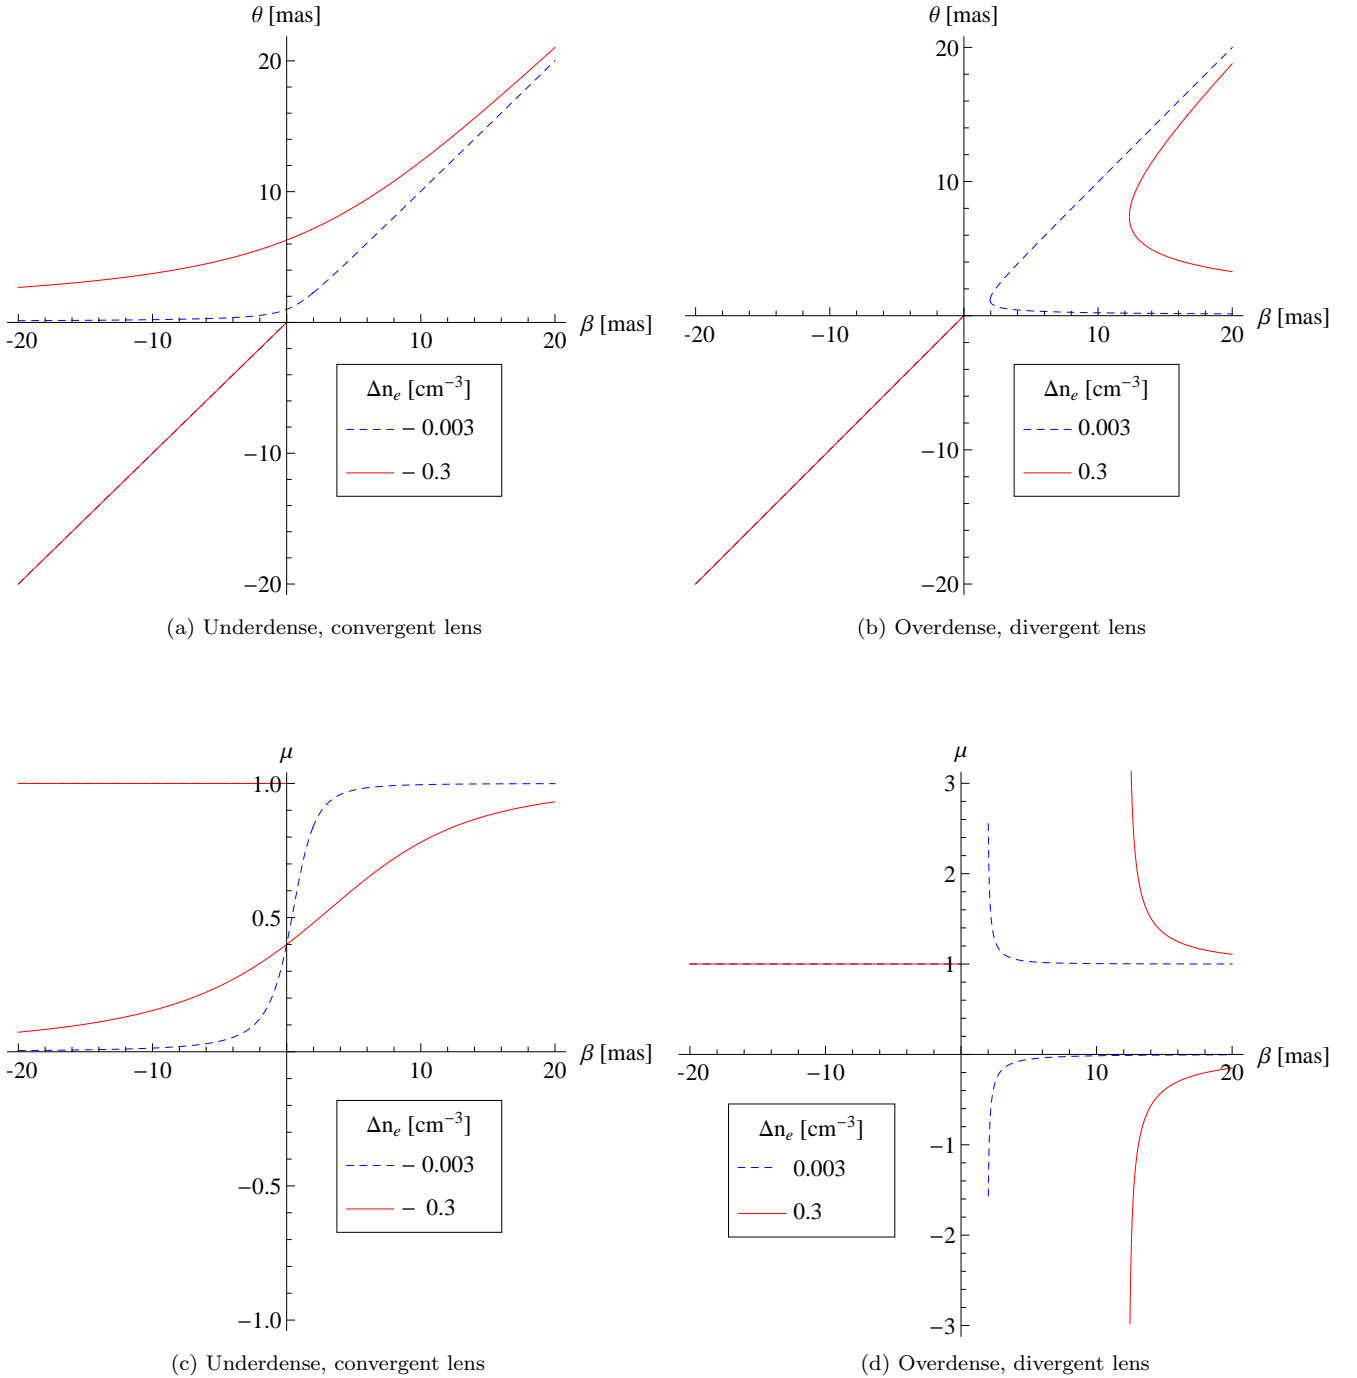 θ [mas]
20
10
-20
-10
10
20
β [mas]
-10
-20
Δnₑ [cm⁻³]
- 0.003
- 0.3
(a) Underdense, convergent lens
θ [mas]
20
10
-20
-10
10
20
β [mas]
-10
-20
Δnₑ [cm⁻³]
0.003
0.3
(b) Overdense, divergent lens
μ
1.0
0.5
-20
-10
10
20
β [mas]
-0.5
-1.0
Δnₑ [cm⁻³]
- 0.003
- 0.3
(c) Underdense, convergent lens
μ
3
2
1
-20
-10
10
20
β [mas]
-1
-2
-3
Δnₑ [cm⁻³]
0.003
0.3
(d) Overdense, divergent lens